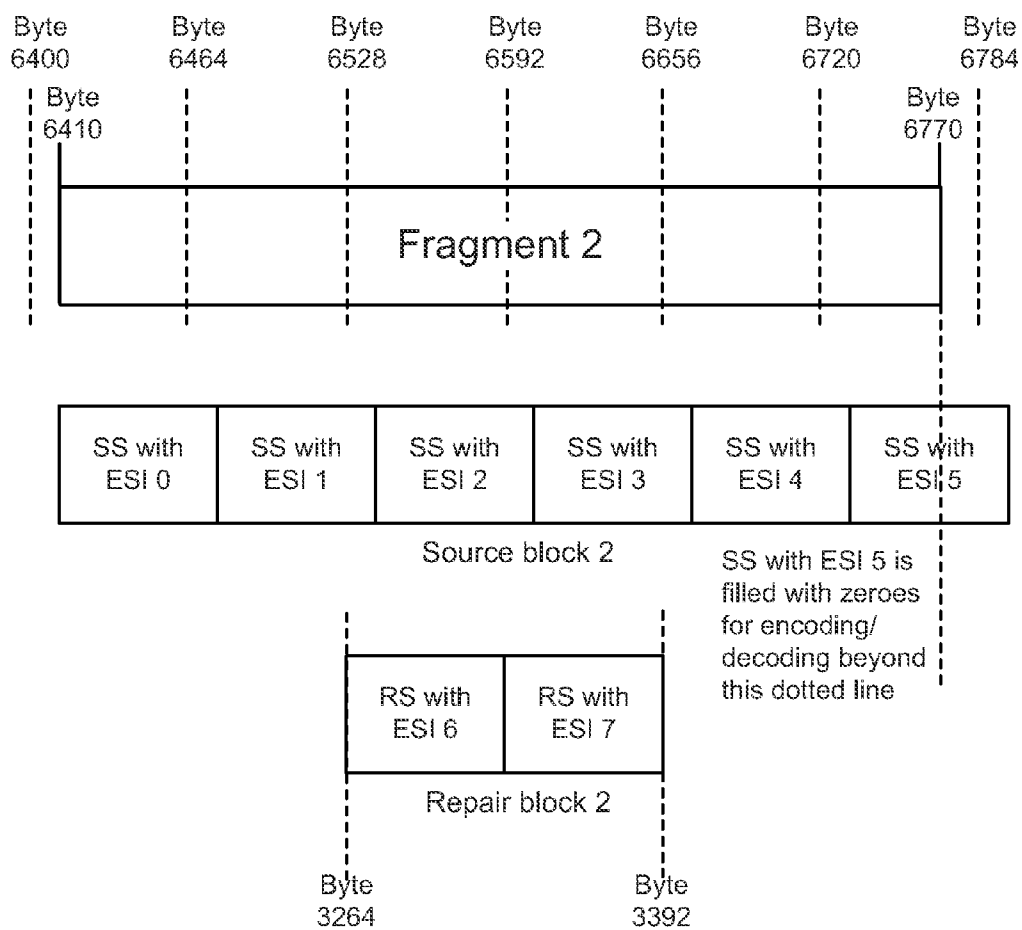 Byte 6400
Byte 6464
Byte 6528
Byte 6592
Byte 6656
Byte 6720
Byte 6784
Byte 6410
Byte 6770
Fragment 2
SS with ESI 0
SS with ESI 1
SS with ESI 2
SS with ESI 3
SS with ESI 4
SS with ESI 5
Source block 2
SS with ESI 5 is
filled with zeroes
for encoding/
decoding beyond
this dotted line
RS with ESI 6
RS with ESI 7
Repair block 2
Byte 3264
Byte 3392